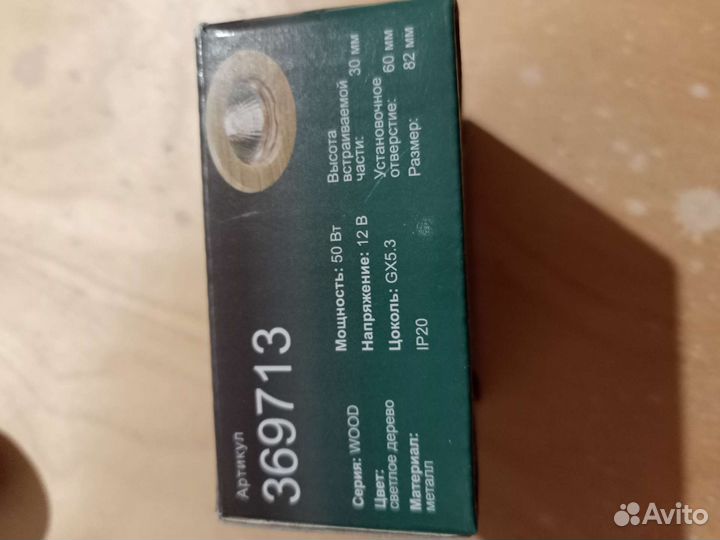 Артикул
369713
Серия: WOOD
Цвет:
светлое дерево
Материал:
металл
Мощность: 50 Вт
Напряжение: 12 В
Цоколь: GX5.3
IP20
Высота
встраиваемой
части: 30 мм
Установочное
отверстие: 60 мм
Размер: 82 мм
Avito